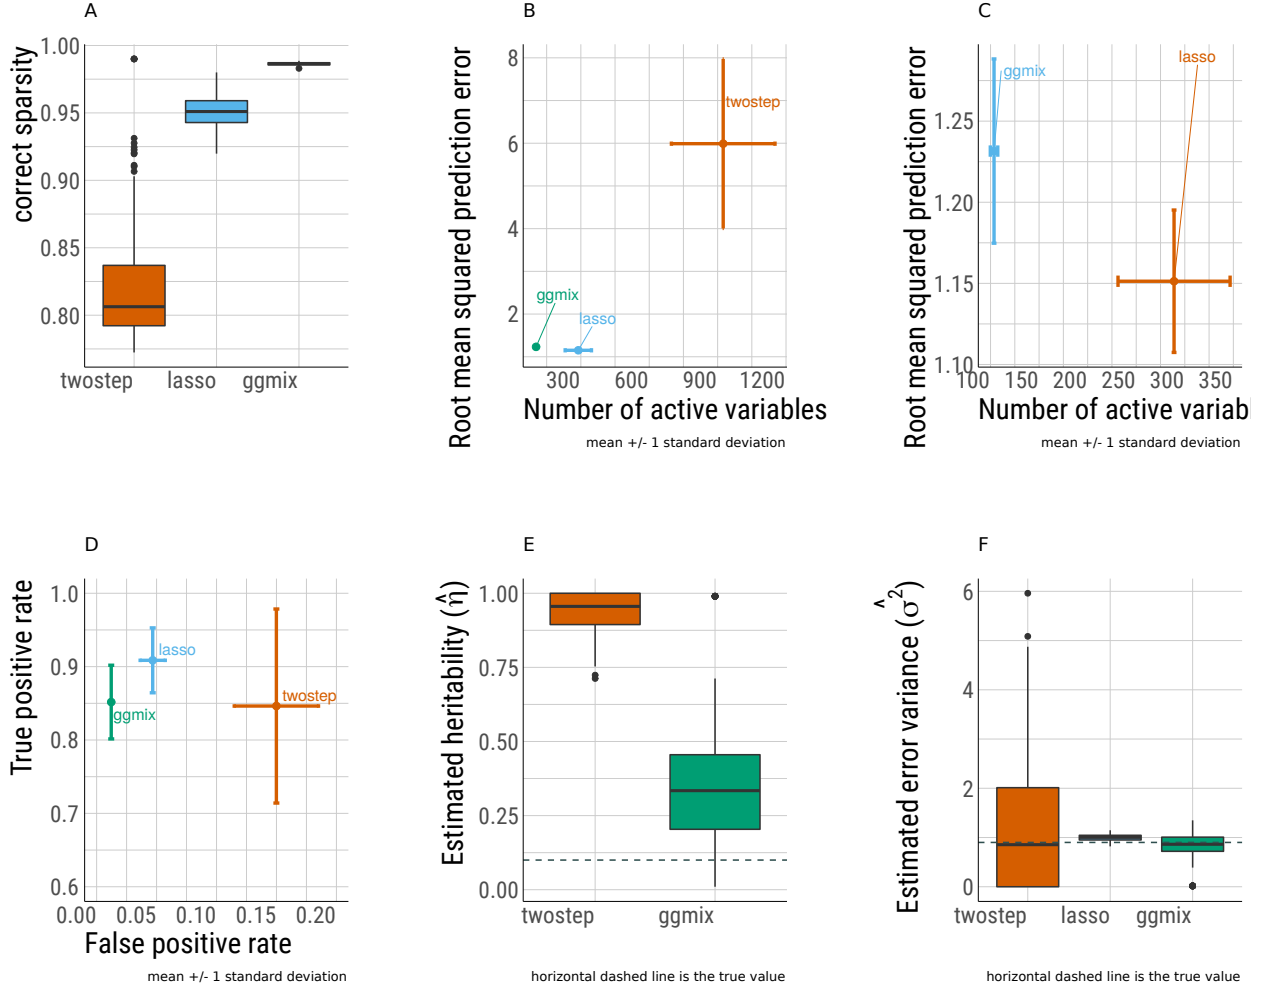 A
correct sparsity
1.00
0.95
0.90
0.85
0.80
twostep
lasso
ggmix
B
Root mean squared prediction error
8
6
4
2
twostep
ggmix
lasso
300
600
900
1200
Number of active variables
mean +/- 1 standard deviation
C
Root mean squared prediction error
1.25
1.20
1.15
1.10
lasso
ggmix
100
150
200
250
300
350
Number of active variabl
mean +/- 1 standard deviation
D
True positive rate
1.0
0.9
0.8
0.7
0.6
lasso
twostep
ggmix
0.00
0.05
0.10
0.15
0.20
False positive rate
mean +/- 1 standard deviation
E
Estimated heritability (η̂)
1.00
0.75
0.50
0.25
0.00
twostep
ggmix
horizontal dashed line is the true value
F
Estimated error variance (σ̂²)
6
4
2
0
twostep
lasso
ggmix
horizontal dashed line is the true value